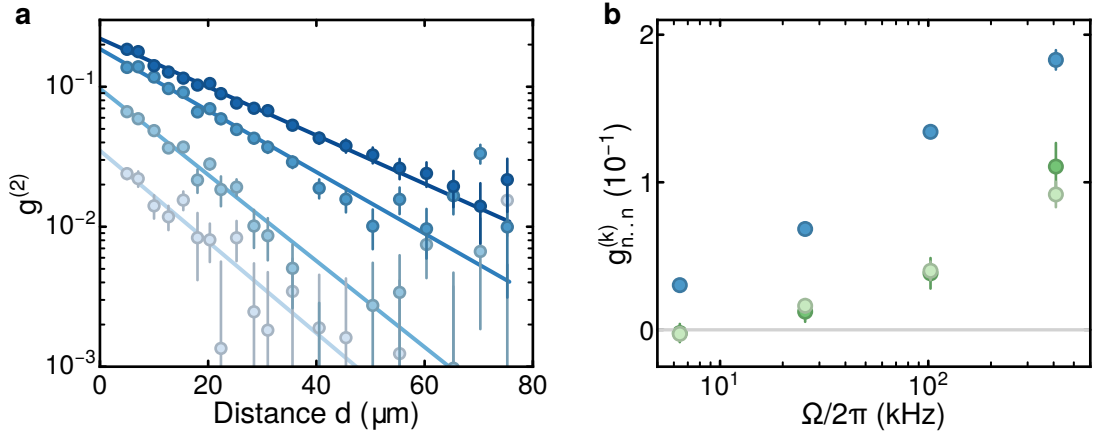 a
g^{(2)}
10^{-1}
10^{-2}
10^{-3}
0
20
40
60
80
Distance d (μm)
b
g^{(k)}_{n...n} (10^{-1})
2
1
0
10^1
10^2
Ω/2π (kHz)